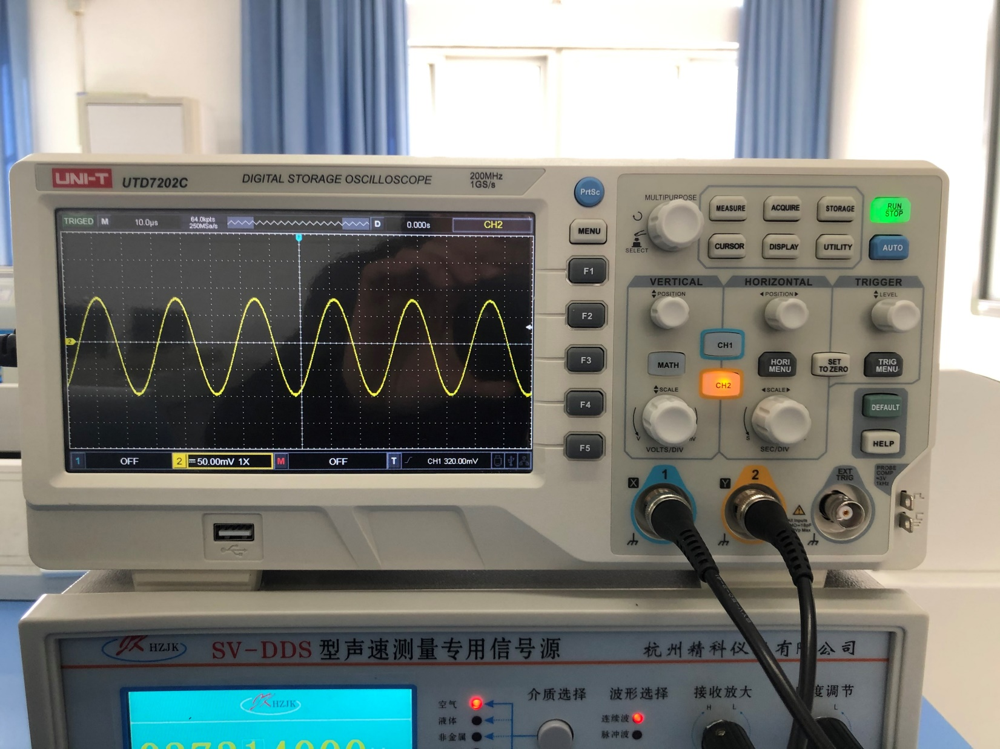 UNI-T UTD7202C DIGITAL STORAGE OSCILLOSCOPE 200MHz 1GS/s
TRIGED M 10.0μs 64.0kpts 250MSa/s D 0.000s CH2
T
2
1 OFF 2 50.00mV 1X M OFF T CH1 320.00mV
PrtSc
MENU
F1
F2
F3
F4
F5
MULTIPURPOSE
SELECT
MEASURE ACQUIRE STORAGE
RUN STOP
CURSOR DISPLAY UTILITY
AUTO
VERTICAL HORIZONTAL TRIGGER
POSITION POSITION LEVEL
CH1
MATH HORI MENU SET TO ZERO TRIG MENU
CH2
SCALE SCALE
DEFAULT
V S
VOLTS/DIV SEC/DIV
HELP
X 1 Y 2 EXT TRIG
PROBE COMP ≈3V 1kHz
HZJK SV-DDS 型声速测量专用信号源
杭州精科仪
公司
HZJK
空气
液体
非金属
介质选择
波形选择
连续波
脉冲波
接收放大
H L
度调节
L